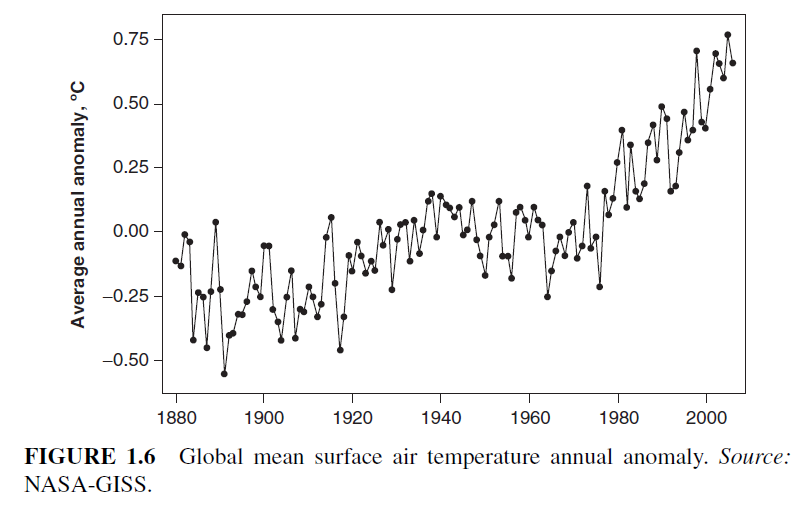 Average annual anomaly, ºC
0.75
0.50
0.25
0.00
−0.25
−0.50
1880 1900 1920 1940 1960 1980 2000
FIGURE 1.6 Global mean surface air temperature annual anomaly. Source:
NASA-GISS.